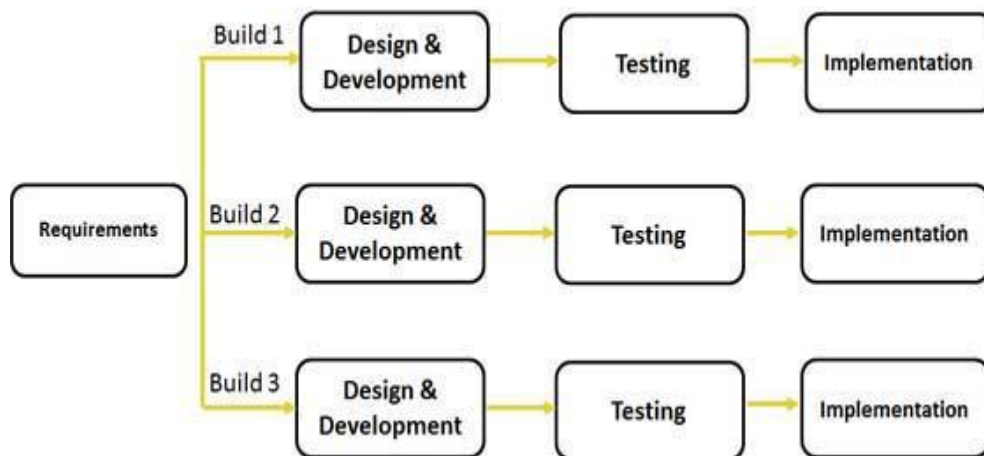 Build 1
Design &
Development
Testing
Implementation
Requirements
Build 2
Design &
Development
Testing
Implementation
Build 3
Design &
Development
Testing
Implementation